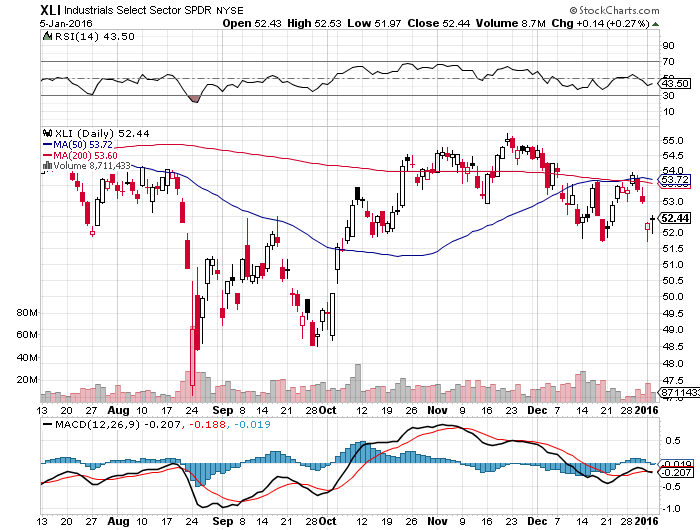 XLI Industrials Select Sector SPDR NYSE © StockCharts.com
5-Jan-2016 Open 52.43 High 52.53 Low 51.97 Close 52.44 Volume 8.7M Chg +0.14 (+0.27%)
RSI(14) 43.50
90
70
50
43.50
30
10
XLI (Daily) 52.44
MA(50) 53.72
MA(200) 53.60
Volume 8,711,433
55.0
54.5
54.0
53.72
53.0
52.44
52.0
51.5
51.0
50.5
50.0
80M 49.5
49.0
60M 48.5
40M 48.0
20M 47.5
8711433
47.0
13 20 27 Aug 10 17 24 Sep 8 14 21 28 Oct 12 19 26 Nov 9 16 23 Dec 7 14 21 28 2016
MACD(12,26,9) -0.207, -0.188, -0.019
0.5
-0.019
-0.207
-0.5
-1.0
13 20 27 Aug 10 17 24 Sep 8 14 21 28 Oct 12 19 26 Nov 9 16 23 Dec 7 14 21 28 2016